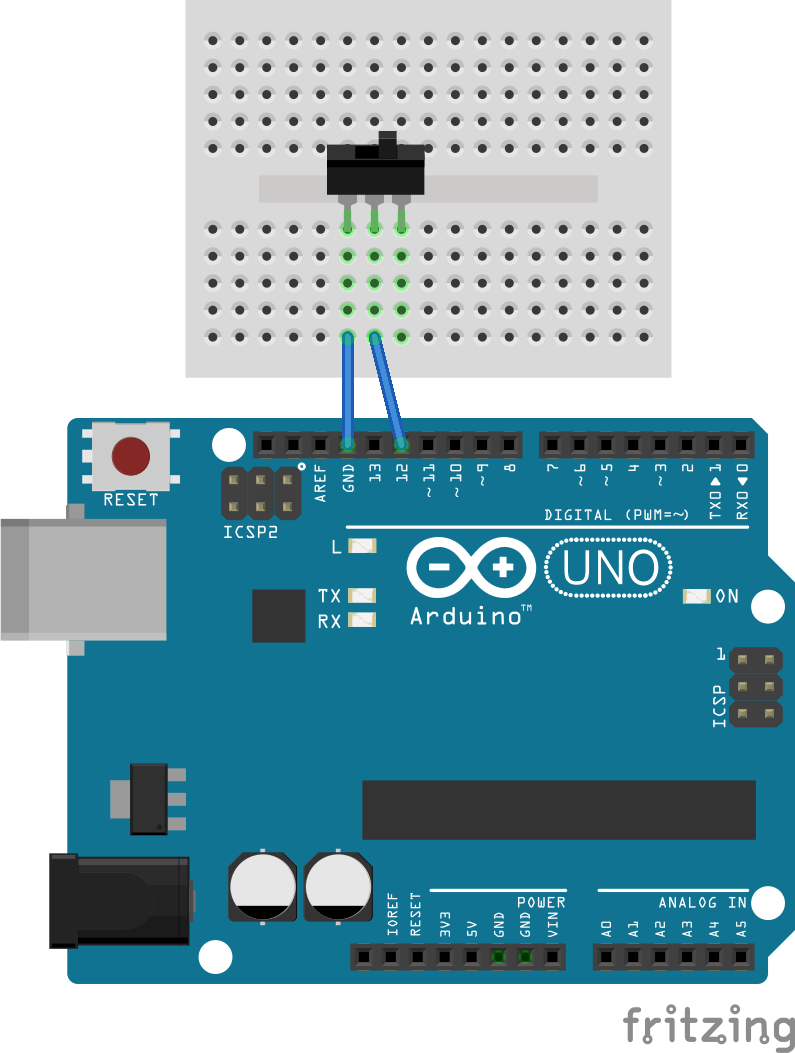 RESET
ICSP2
AREF
GND
13
12
~11
~10
~9
8
7
~6
~5
4
~3
2
TX0▶1
RX0◀0
DIGITAL (PWM=~)
L
TX
RX
Arduino™
UNO
ON
1
ICSP
IOREF
RESET
3V3
5V
GND
GND
VIN
POWER
A0
A1
A2
A3
A4
A5
ANALOG IN
fritzing